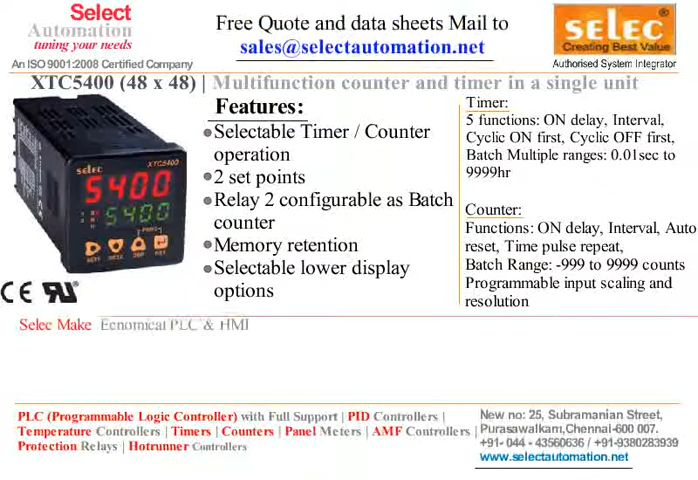 Select
Automation
tuning your needs
An ISO 9001:2008 Certified Company
Free Quote and data sheets Mail to
sales@selectautomation.net
selec
®
Creating Best Value
Authorised System Integrator
XTC5400 (48 x 48) | Multifunction counter and timer in a single unit
selec
XTC5400
5400
5400
Features:
Selectable Timer / Counter
operation
2 set points
Relay 2 configurable as Batch
counter
Memory retention
Selectable lower display
options
Timer:
5 functions: ON delay, Interval,
Cyclic ON first, Cyclic OFF first,
Batch Multiple ranges: 0.01sec to
9999hr
Counter:
Functions: ON delay, Interval, Auto
reset, Time pulse repeat,
Batch Range: -999 to 9999 counts
Programmable input scaling and
resolution
Selec Make Ecnomical PLC & HMI
PLC (Programmable Logic Controller) with Full Support | PID Controllers |
Temperature Controllers | Timers | Counters | Panel Meters | AMF Controllers |
Protection Relays | Hotrunner Controllers
New no: 25, Subramanian Street,
Purasawalkam,Chennai-600 007.
+91- 044 - 43560636 / +91-9380283939
www.selectautomation.net